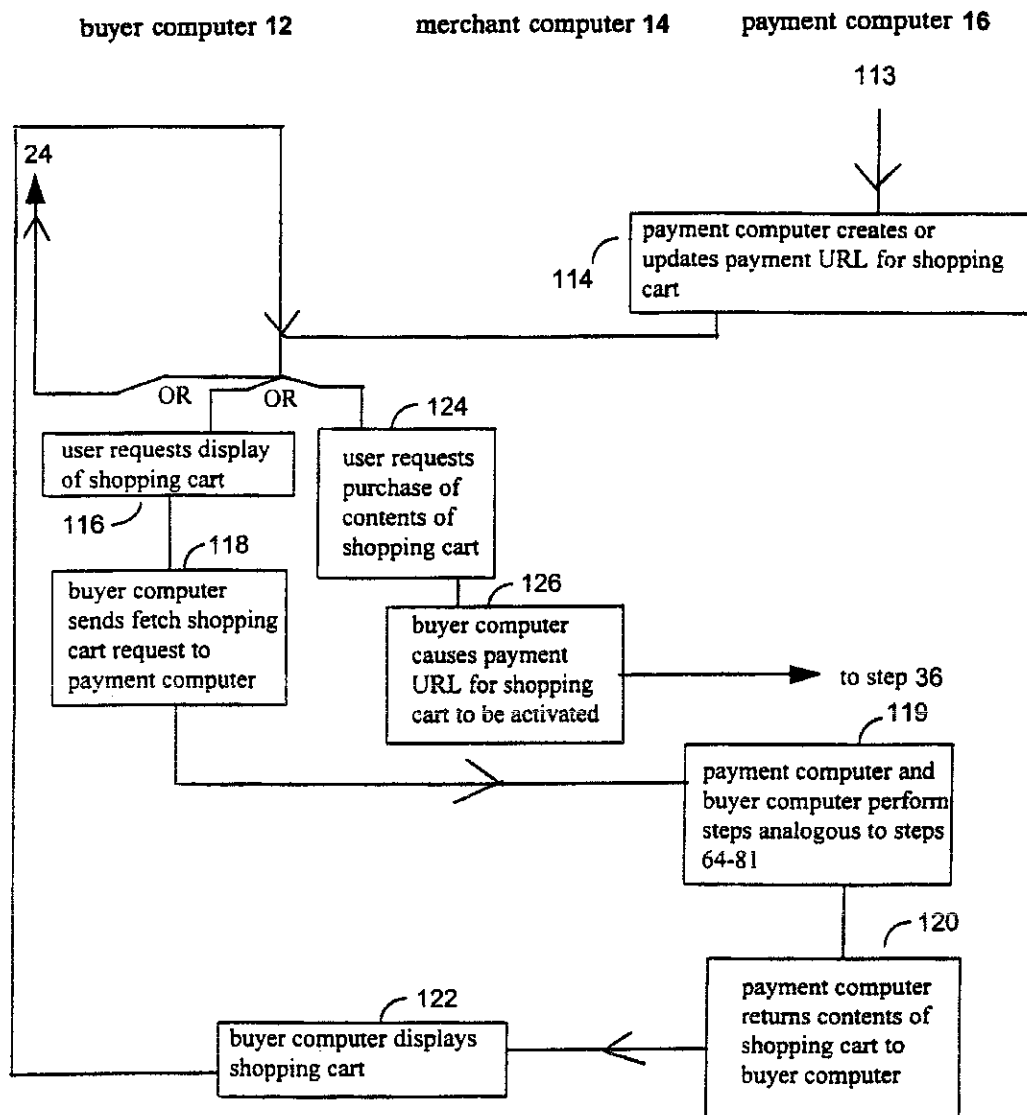 buyer computer 12
merchant computer 14
payment computer 16
113
24
payment computer creates or
updates payment URL for shopping
cart
114
OR
OR
124
user requests display
of shopping cart
116
user requests
purchase of
contents of
shopping cart
118
buyer computer
sends fetch shopping
cart request to
payment computer
126
buyer computer
causes payment
URL for shopping
cart to be activated
to step 36
119
payment computer and
buyer computer perform
steps analogous to steps
64-81
120
payment computer
returns contents of
shopping cart to
buyer computer
122
buyer computer displays
shopping cart